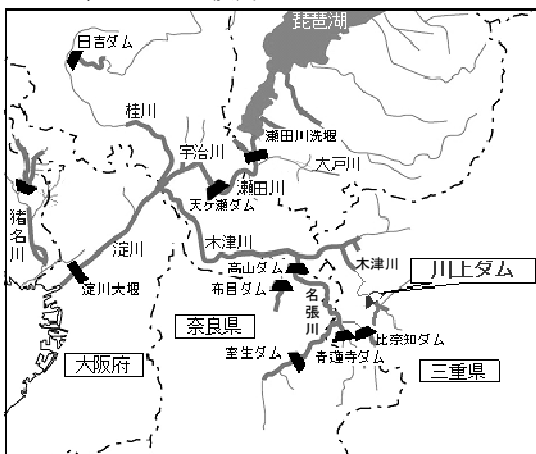 琵琶湖
日吉ダム
桂川
宇治川
瀬田川洗堰
大戸川
瀬田川
天ヶ瀬ダム
猪名川
淀川
淀川大堰
木津川
木津川
高山ダム
布目ダム
川上ダム
名張川
奈良県
比奈知ダム
室生ダム
青蓮寺ダム
大阪府
三重県